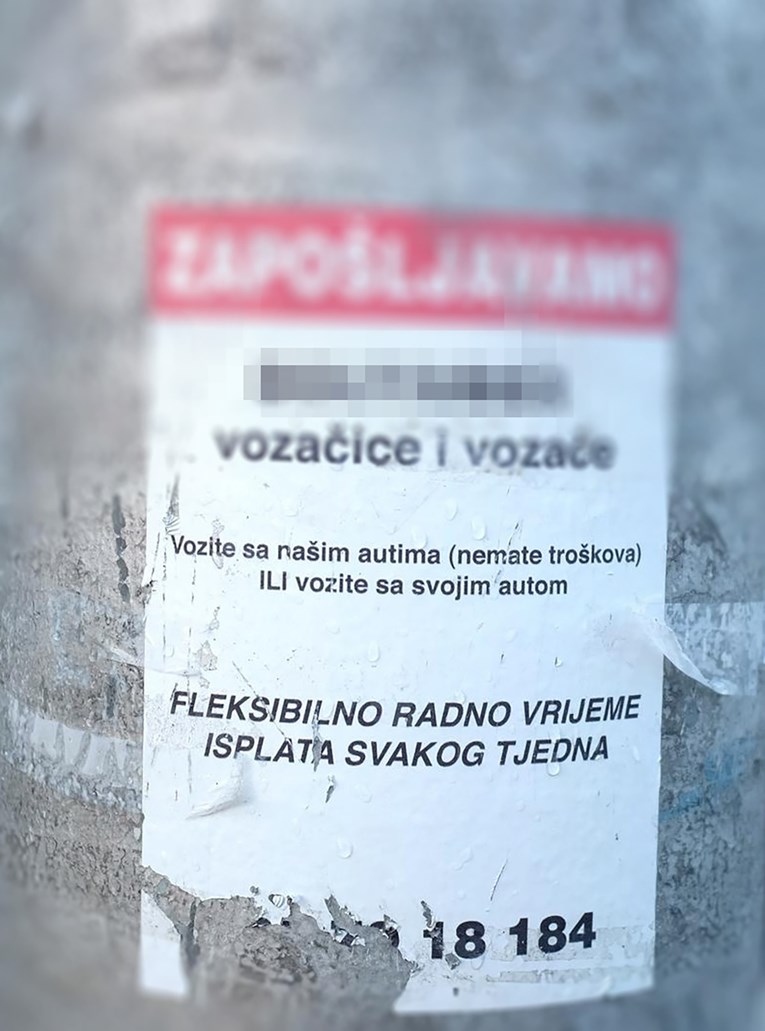 ZAPOŠLJAVAMO
vozačice i vozače
Vozite sa našim autima (nemate troškova)
ILI vozite sa svojim autom
FLEKSIBILNO RADNO VRIJEME
ISPLATA SVAKOG TJEDNA
18 184